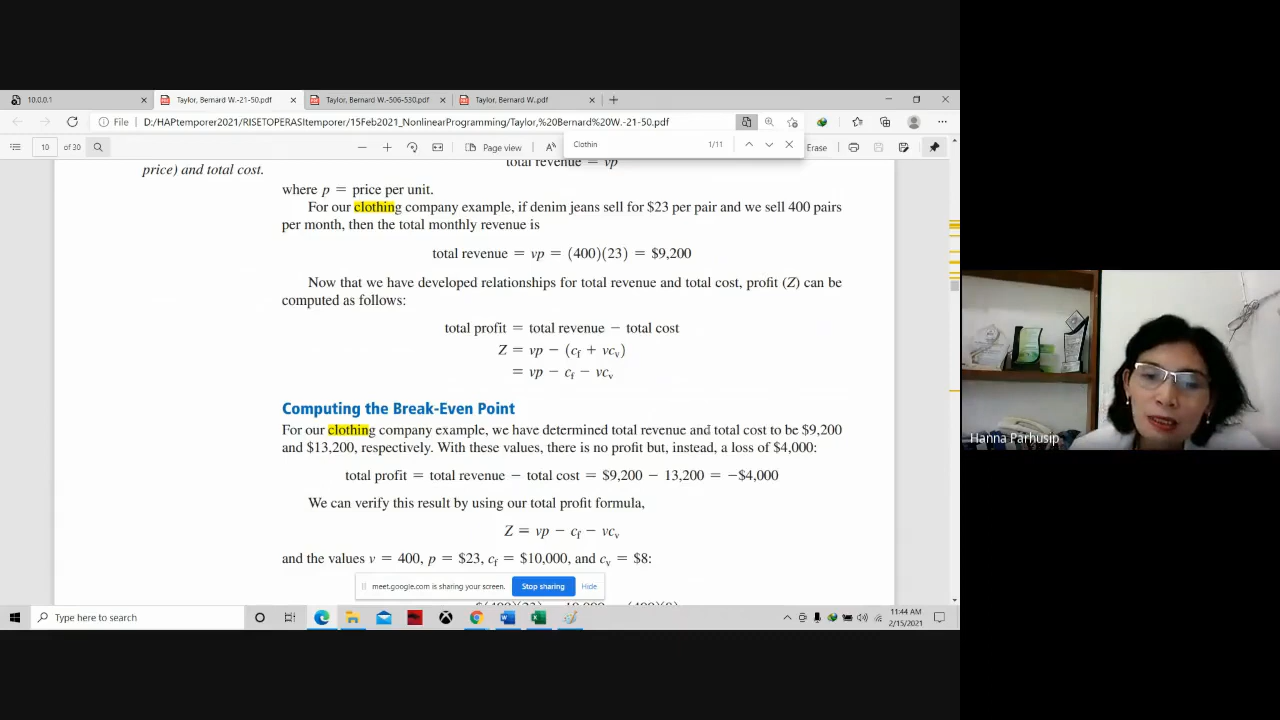 10.0.0.1
Taylor, Bernard W.-21-50.pdf
Taylor, Bernard W.-506-530.pdf
Taylor, Bernard W..pdf
File
D:/HAPtemporer2021/RISETOPERASItemporer/15Feb2021_NonlinearProgramming/Taylor,%20Bernard%20W.-21-50.pdf
10 of 30
Page view
Clothin
1/11
Erase
price) and total cost.
total revenue = vp
where p = price per unit.
For our clothing company example, if denim jeans sell for $23 per pair and we sell 400 pairs
per month, then the total monthly revenue is
total revenue = vp = (400)(23) = $9,200
Now that we have developed relationships for total revenue and total cost, profit (Z) can be
computed as follows:
total profit = total revenue − total cost
Z = vp − (cf + vcv)
= vp − cf − vcv
Computing the Break-Even Point
For our clothing company example, we have determined total revenue and total cost to be $9,200
and $13,200, respectively. With these values, there is no profit but, instead, a loss of $4,000:
total profit = total revenue − total cost = $9,200 − 13,200 = −$4,000
We can verify this result by using our total profit formula,
Z = vp − cf − vcv
and the values v = 400, p = $23, cf = $10,000, and cv = $8:
meet.google.com is sharing your screen.
Stop sharing
Hide
Type here to search
11:44 AM
2/15/2021
Hanna Parhusip